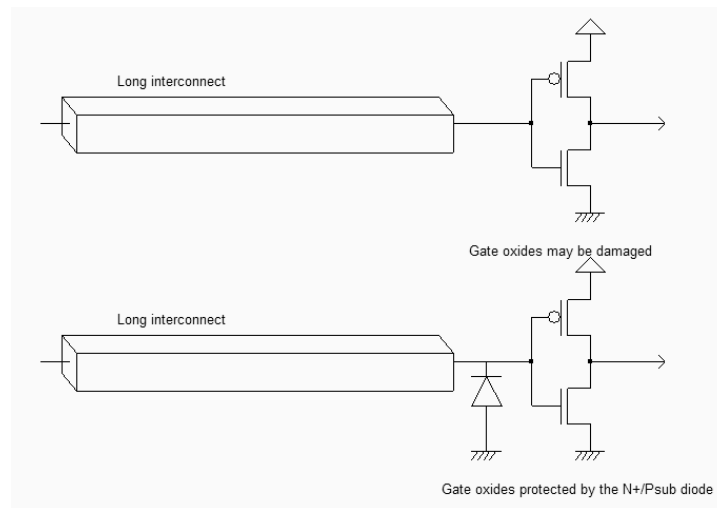 Long interconnect
Gate oxides may be damaged
Long interconnect
Gate oxides protected by the N+/Psub diode